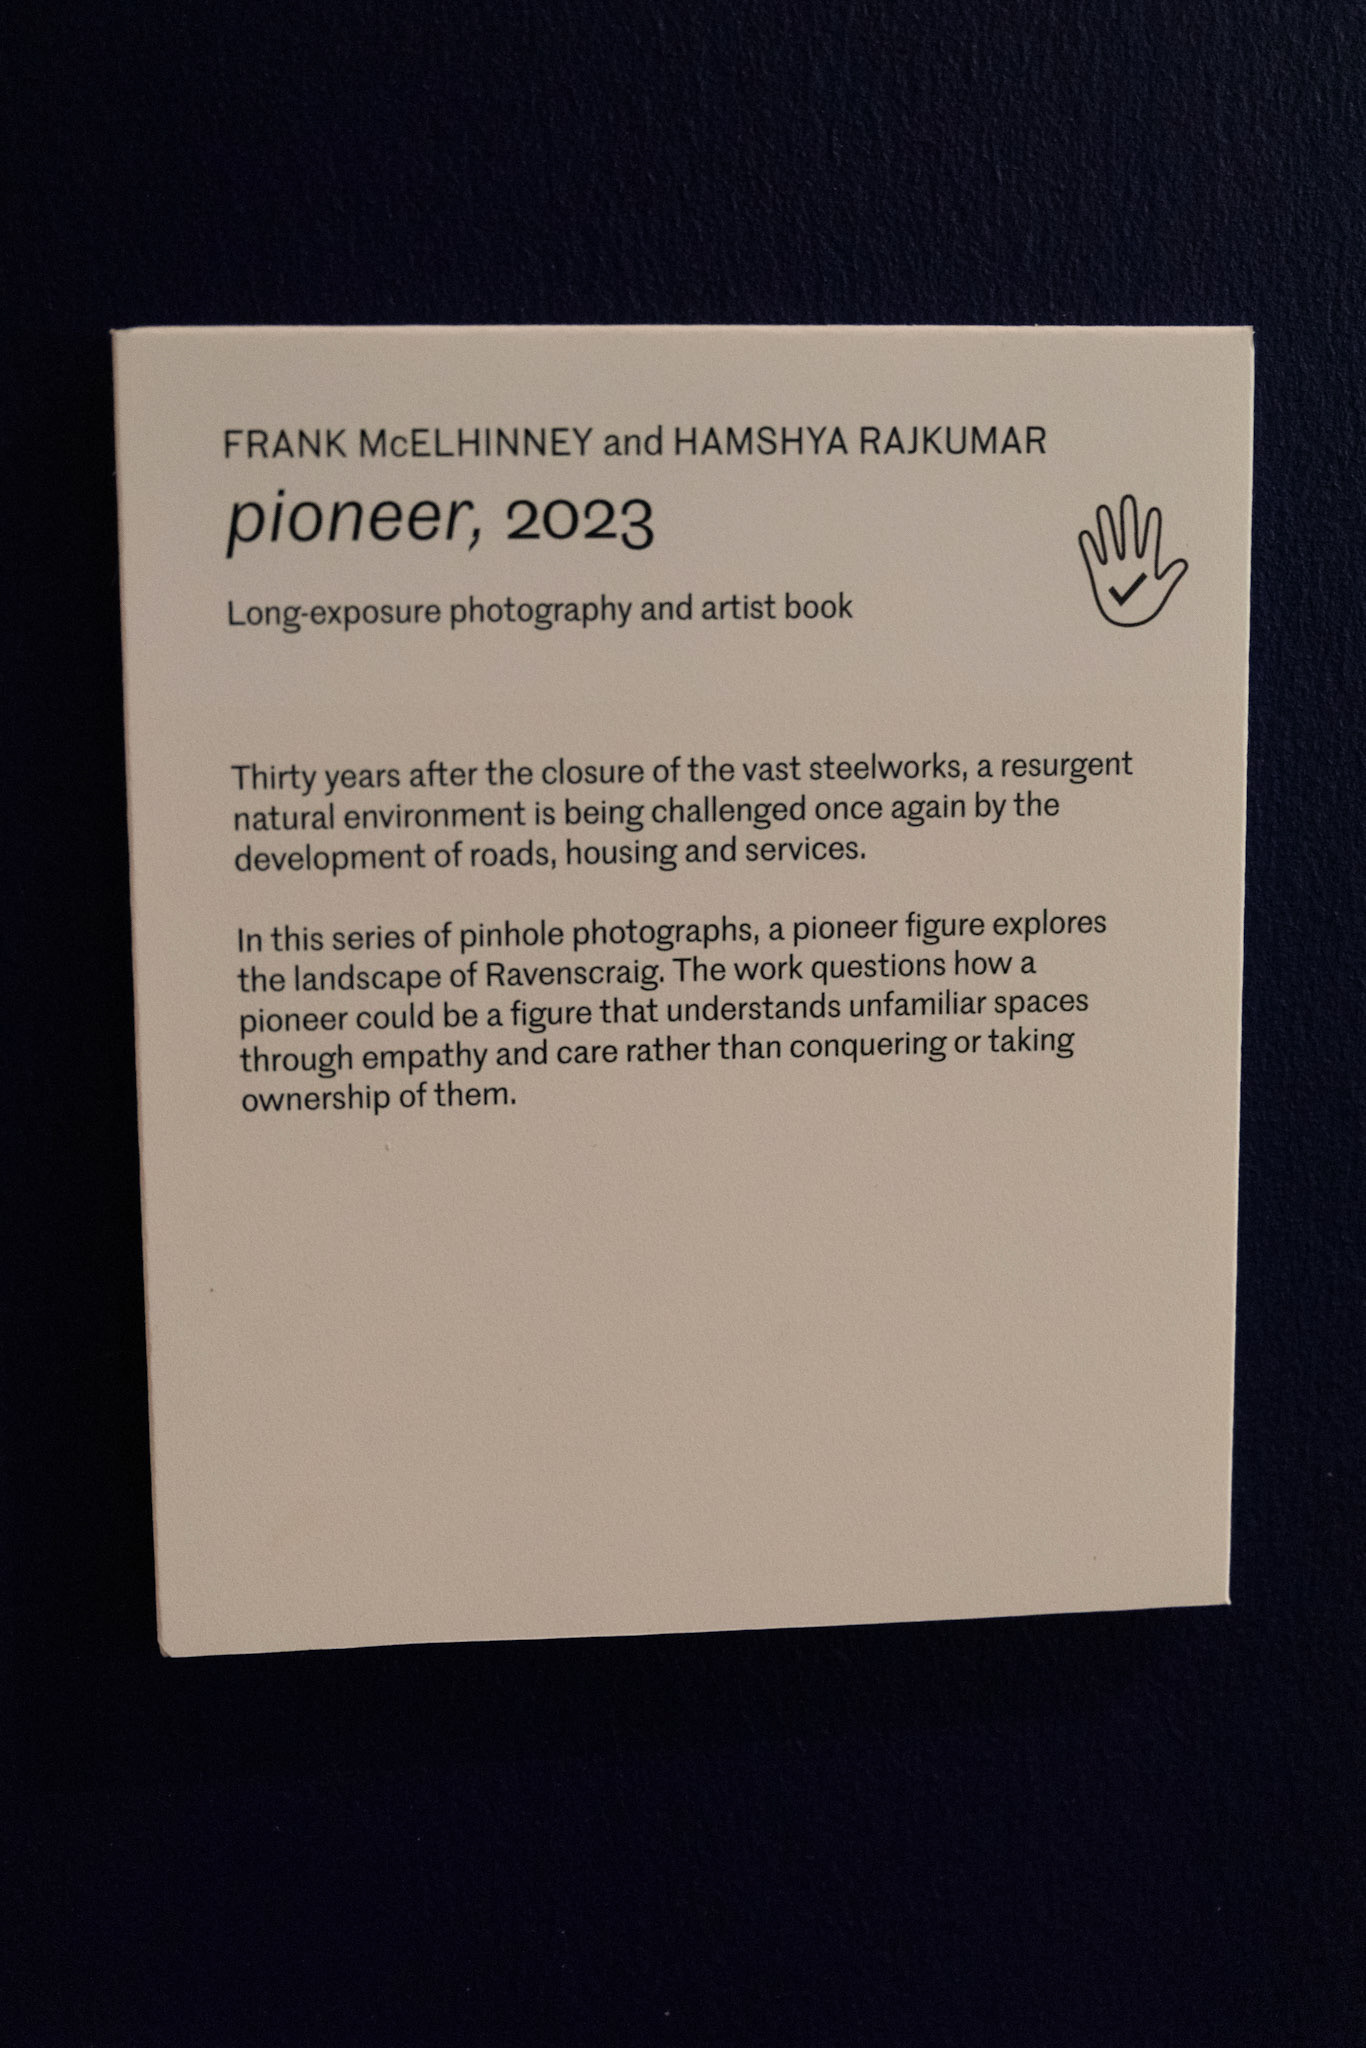 FRANK McELHINNEY and HAMSHYA RAJKUMAR
pioneer, 2023
Long-exposure photography and artist book
Thirty years after the closure of the vast steelworks, a resurgent
natural environment is being challenged once again by the
development of roads, housing and services.
In this series of pinhole photographs, a pioneer figure explores
the landscape of Ravenscraig. The work questions how a
pioneer could be a figure that understands unfamiliar spaces
through empathy and care rather than conquering or taking
ownership of them.